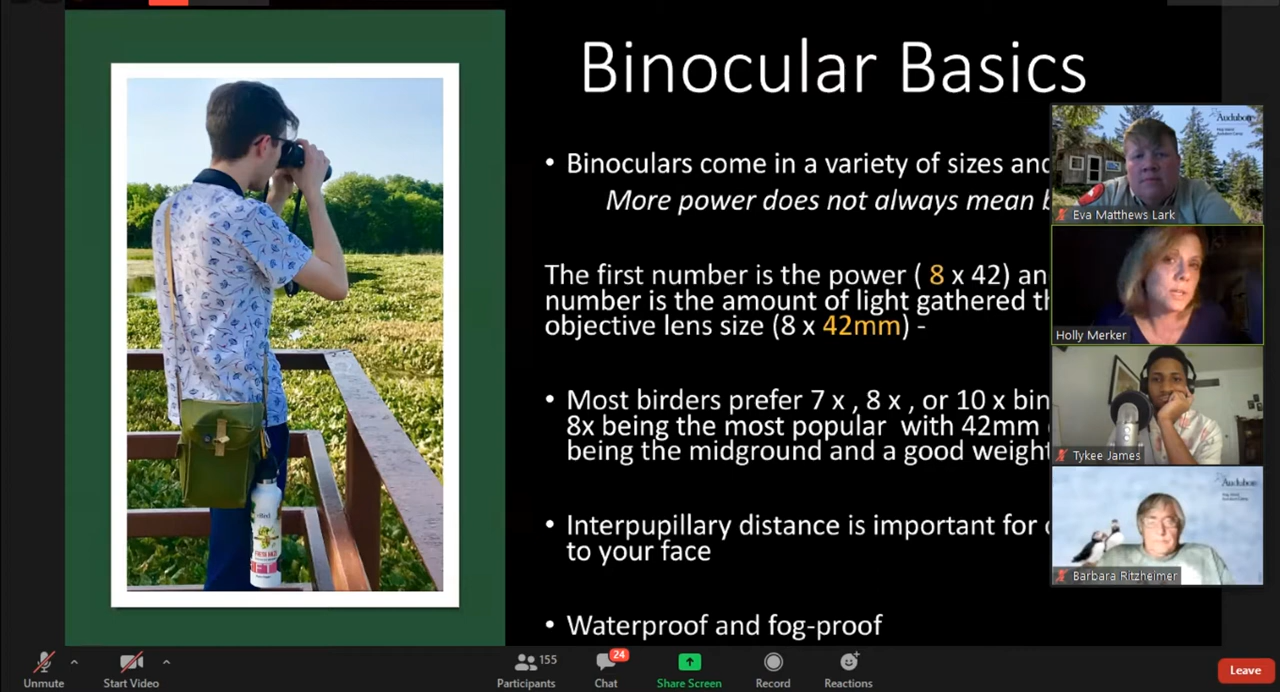 Binocular Basics
• Binoculars come in a variety of sizes and
More power does not always mean
The first number is the power ( 8 x 42) an
number is the amount of light gathered th
objective lens size (8 x 42mm) -
• Most birders prefer 7 x , 8 x , or 10 x bin
8x being the most popular with 42mm
being the midground and a good weight
• Interpupillary distance is important for
to your face
• Waterproof and fog-proof
Audubon
Eva Matthews Lark
Holly Merker
Tykee James
Audubon
Barbara Ritzheimer
Unmute
Start Video
155
Participants
24
Chat
Share Screen
Record
Reactions
Leave